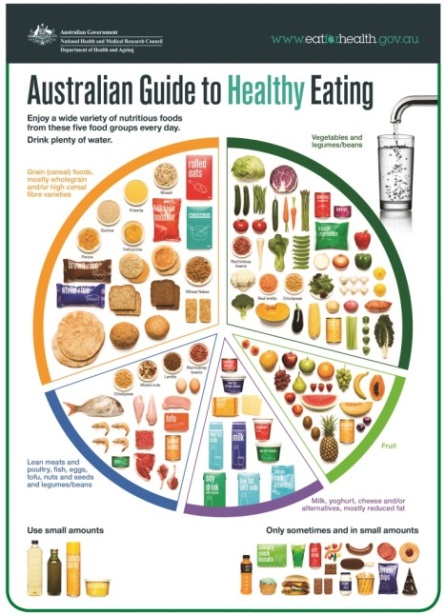 Australian Government
National Health and Medical Research Council
Department of Health and Ageing
www.eatforhealth.gov.au
Australian Guide to Healthy Eating
Enjoy a wide variety of nutritious foods
from these five food groups every day.
Drink plenty of water.
Grain (cereal) foods,
mostly wholegrain
and/or high cereal
fibre varieties
Vegetables and
legumes/beans
Muesli
rolled
oats
Polenta
Quinoa
couscous
Fettuccine
Penne
Wheat flakes
Red kidney
beans
Red lentils
Chickpeas
Lentils
Red kidney
beans
Mixed nuts
Chickpeas
tofu
milk
soy
drink
Lean meats and
poultry, fish, eggs,
tofu, nuts and seeds
and legumes/beans
Fruit
Milk, yoghurt, cheese and/or
alternatives, mostly reduced fat
Use small amounts
Only sometimes and in small amounts